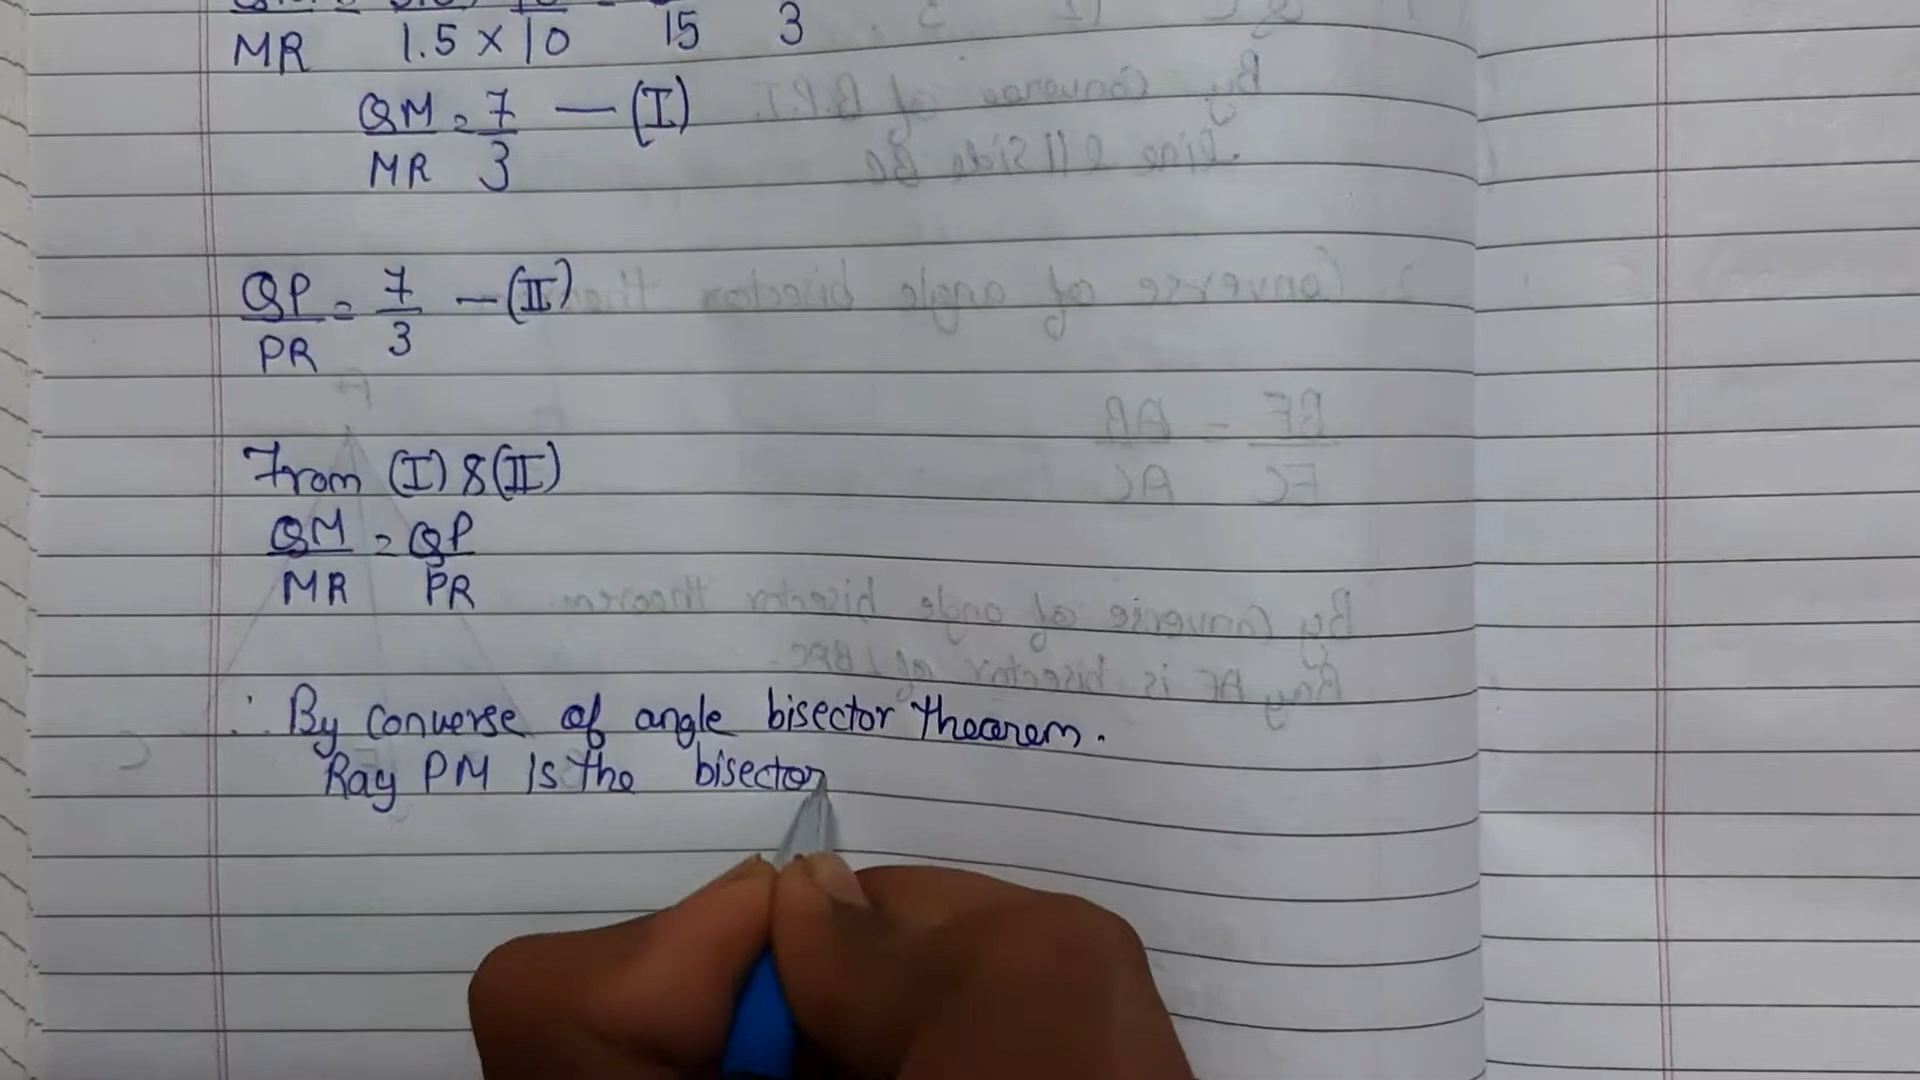 MR 1.5 × 10 15 3
QM = 7 — (I)
MR 3
QP = 7 — (II)
PR 3
From (I) & (II)
QM = QP
MR PR
∴ By Converse of angle bisector theorem.
Ray PM is the bisector